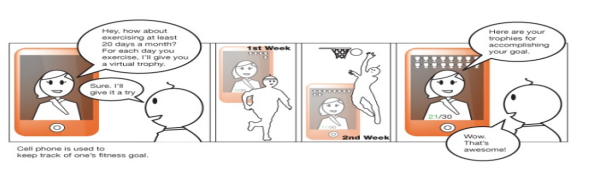 Hey, how about
exercising at least
20 days a month?
For each day you
exercise, I'll give you
a virtual trophy.
Sure. I'll
give it a try
1st Week
2nd Week
Here are your
trophies for
accomplishing
your goal.
21/30
Wow.
That's
awesome!
Cell phone is used to
keep track of one's fitness goal.